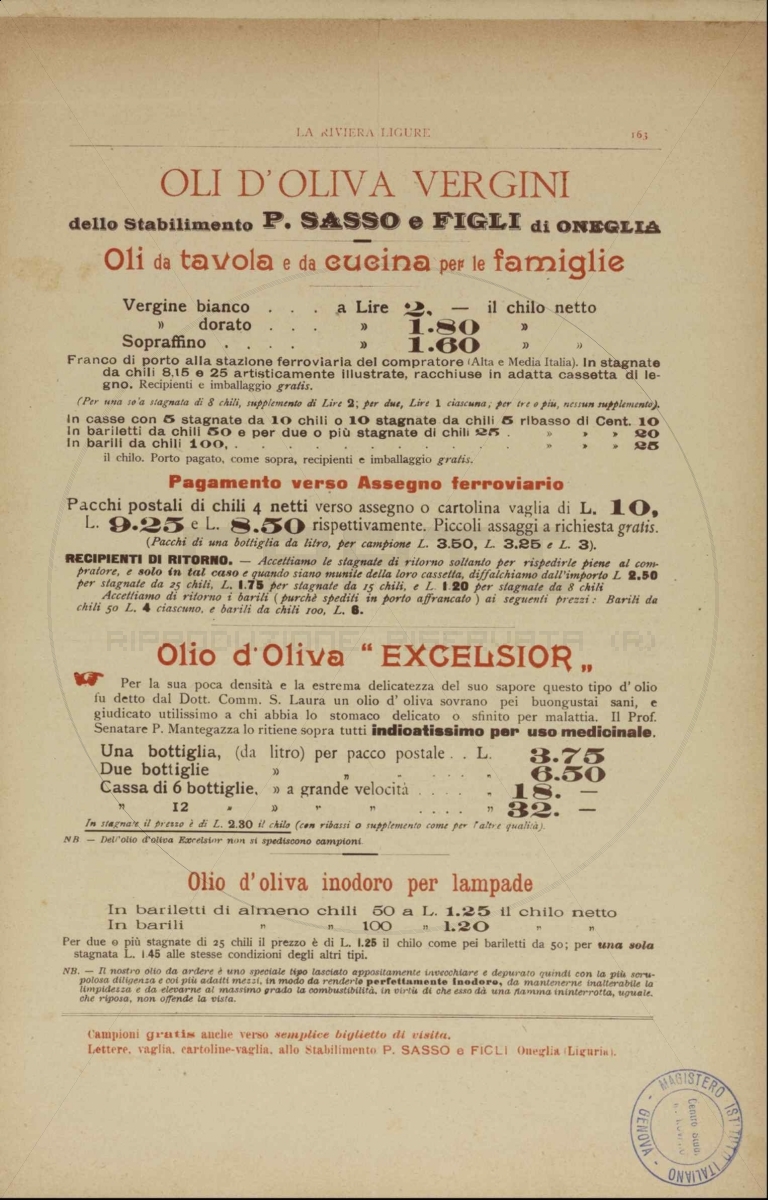 LA RIVIERA LIGURE 163
OLI D'OLIVA VERGINI
dello Stabilimento P. SASSO e FIGLI di ONEGLIA
Oli da tavola e da cucina per le famiglie
Vergine bianco . . . a Lire 2, — il chilo netto
» dorato . . . » 1.80 »
Sopraffino . . . . » 1.60 » »
Franco di porto alla stazione ferroviaria del compratore (Alta e Media Italia). In stagnate
da chili 8,15 e 25 artisticamente illustrate, racchiuse in adatta cassetta di le-
gno. Recipienti e imballaggio gratis.
(Per una sola stagnata di 8 chili, supplemento di Lire 2; per due, Lire 1 ciascuna; per tre o piu, nessun supplemento).
In casse con 5 stagnate da 10 chili o 10 stagnate da chili 5 ribasso di Cent. 10
In bariletti da chili 50 e per due o più stagnate di chili 25 . » » » 20
In barili da chili 100, . . . . . . . . . . » » » 25
il chilo. Porto pagato, come sopra, recipienti e imballaggio gratis.
Pagamento verso Assegno ferroviario
Pacchi postali di chili 4 netti verso assegno o cartolina vaglia di L. 10,
L. 9.25 e L. 8.50 rispettivamente. Piccoli assaggi a richiesta gratis.
(Pacchi di una bottiglia da litro, per campione L. 3.50, L. 3.25 e L. 3).
RECIPIENTI DI RITORNO. — Accettiamo le stagnate di ritorno soltanto per rispedirle piene al com-
pratore, e solo in tal caso e quando siano munite della loro cassetta, diffalchiamo dall'importo L 2.50
per stagnate da 25 chili, L. 1.75 per stagnate da 15 chili, e L 1 20 per stagnate da 8 chili
Accettiamo di ritorno i barili (purchè spediti in porto affrancato) ai seguenti prezzi: Barili da
chili 50 L. 4 ciascuno, e barili da chili 100, L. 6.
RIPRODUZIONE RISERVATA (R)
Olio d'Oliva “ EXCELSIOR „
Per la sua poca densità e la estrema delicatezza del suo sapore questo tipo d' olio
fu detto dal Dott. Comm. S. Laura un olio d' oliva sovrano pei buongustai sani, e
giudicato utilissimo a chi abbia lo stomaco delicato o sfinito per malattia. Il Prof.
Senatare P. Mantegazza lo ritiene sopra tutti indicatissimo per uso medicinale.
Una bottiglia, (da litro) per pacco postale . . L. 3.75
Due bottiglie » „ . . . . . „ 6.50
Cassa di 6 bottiglie, » a grande velocità . . . . „ 18. —
„ 12 „ » „ „ . . . . „ 32. —
In stagnate il prezzo è di L. 2.30 il chilo (con ribassi o supplemento come per l'altre qualità).
NB — Dell'olio d'oliva Excelsior non si spediscono campioni.
Olio d'oliva inodoro per lampade
In bariletti di almeno chili 50 a L. 1.25 il chilo netto
In barili „ „ 100 „ 1.20 „ „
Per due o più stagnate di 25 chili il prezzo è di L. 1.25 il chilo come pei bariletti da 50; per una sola
stagnata L. 1 45 alle stesse condizioni degli altri tipi.
NB. — Il nostro olio da ardere è uno speciale tipo lasciato appositamente invecchiare e depurato quindi con la più scru-
polosa diligenza e coi più adatti mezzi, in modo da renderlo perfettamente inodoro, da mantenerne inalterabile la
limpidezza e da elevarne al massimo grado la combustibilità, in virtù di che esso dà una fiamma ininterrotta, uguale,
che riposa, non offende la vista.
Campioni gratis anche verso semplice biglietto di visita.
Lettere, vaglia, cartoline-vaglia, allo Stabilimento P. SASSO e FIGLI Oneglia (Liguria).
MAGISTERO ISTITUTO ITALIANO - GENOVA -
Centro